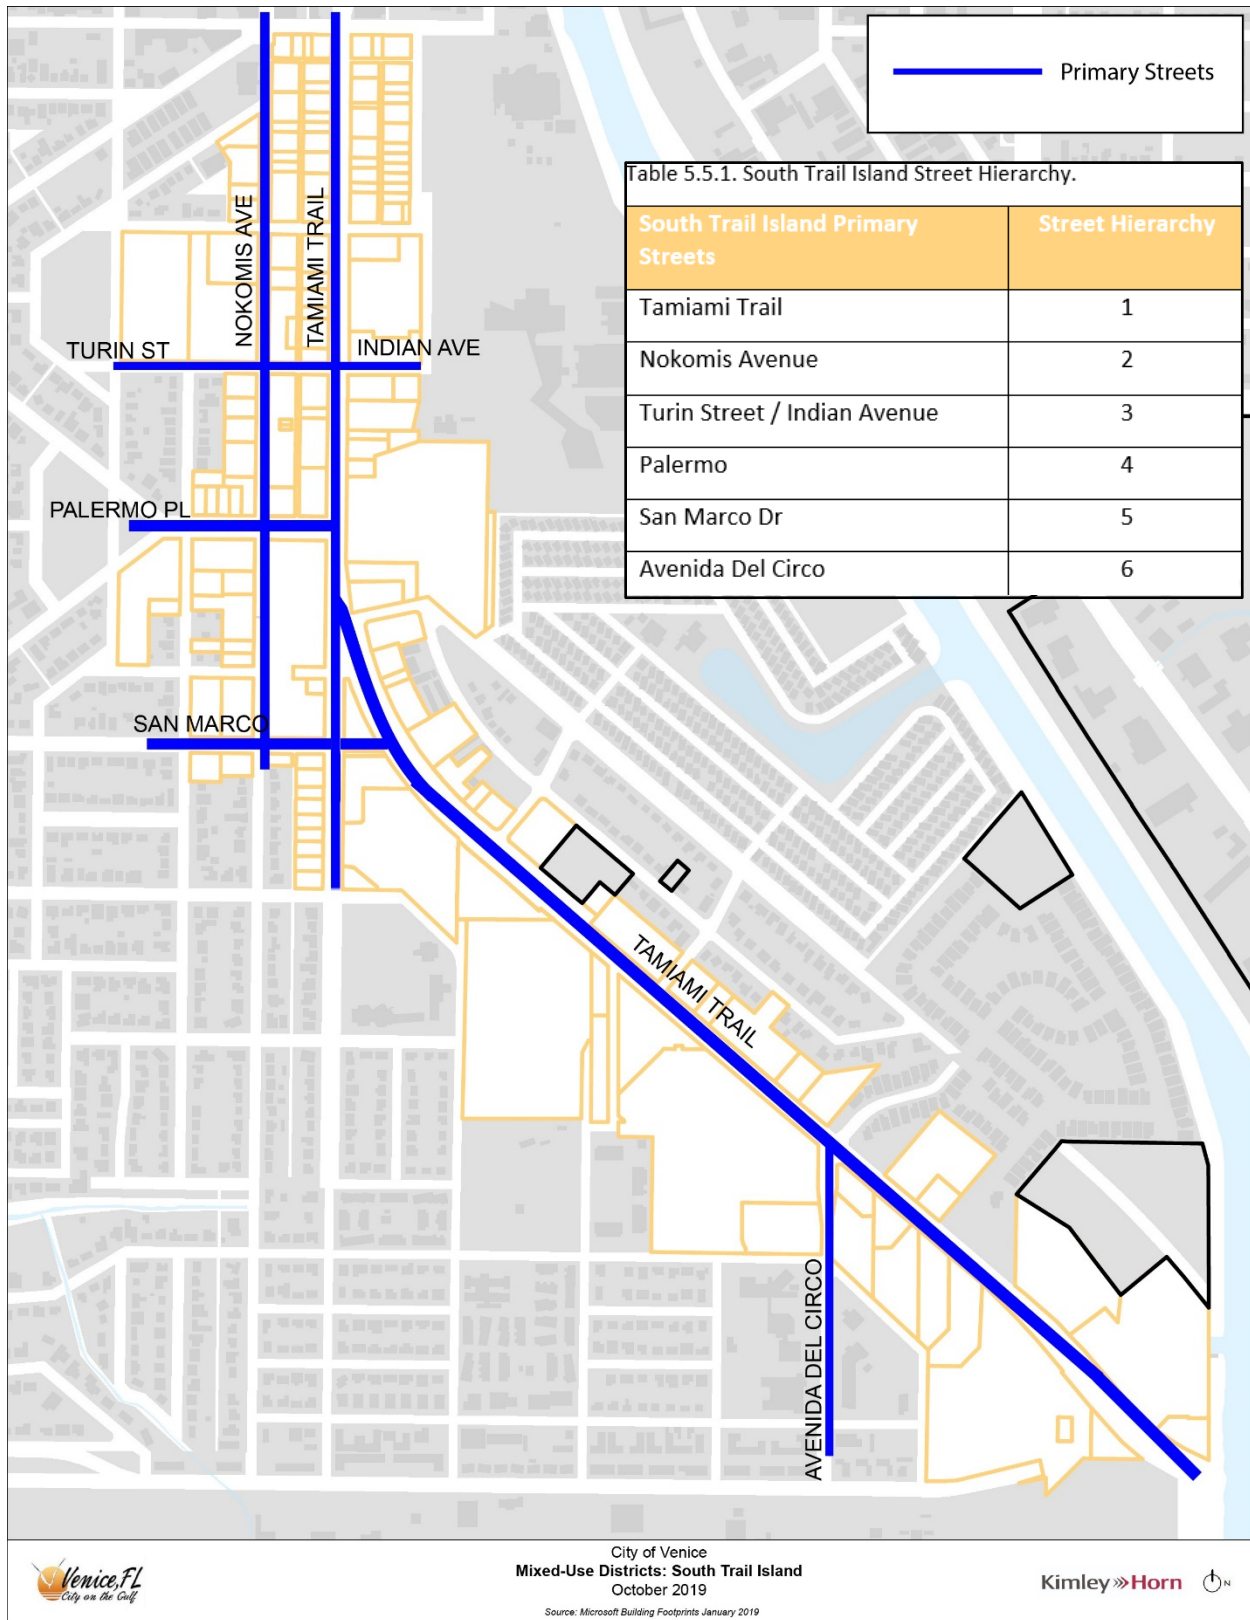 Primary Streets
Table 5.5.1. South Trail Island Street Hierarchy.
South Trail Island Primary Streets
Street Hierarchy
Tamiami Trail 1
Nokomis Avenue 2
Turin Street / Indian Avenue 3
Palermo 4
San Marco Dr 5
Avenida Del Circo 6
NOKOMIS AVE
TAMIAMI TRAIL
TURIN ST
INDIAN AVE
PALERMO PL
SAN MARCO
TAMIAMI TRAIL
AVENIDA DEL CIRCO
Venice, FL
City on the Gulf
City of Venice
Mixed-Use Districts: South Trail Island
October 2019
Source: Microsoft Building Footprints January 2019
Kimley»Horn
N